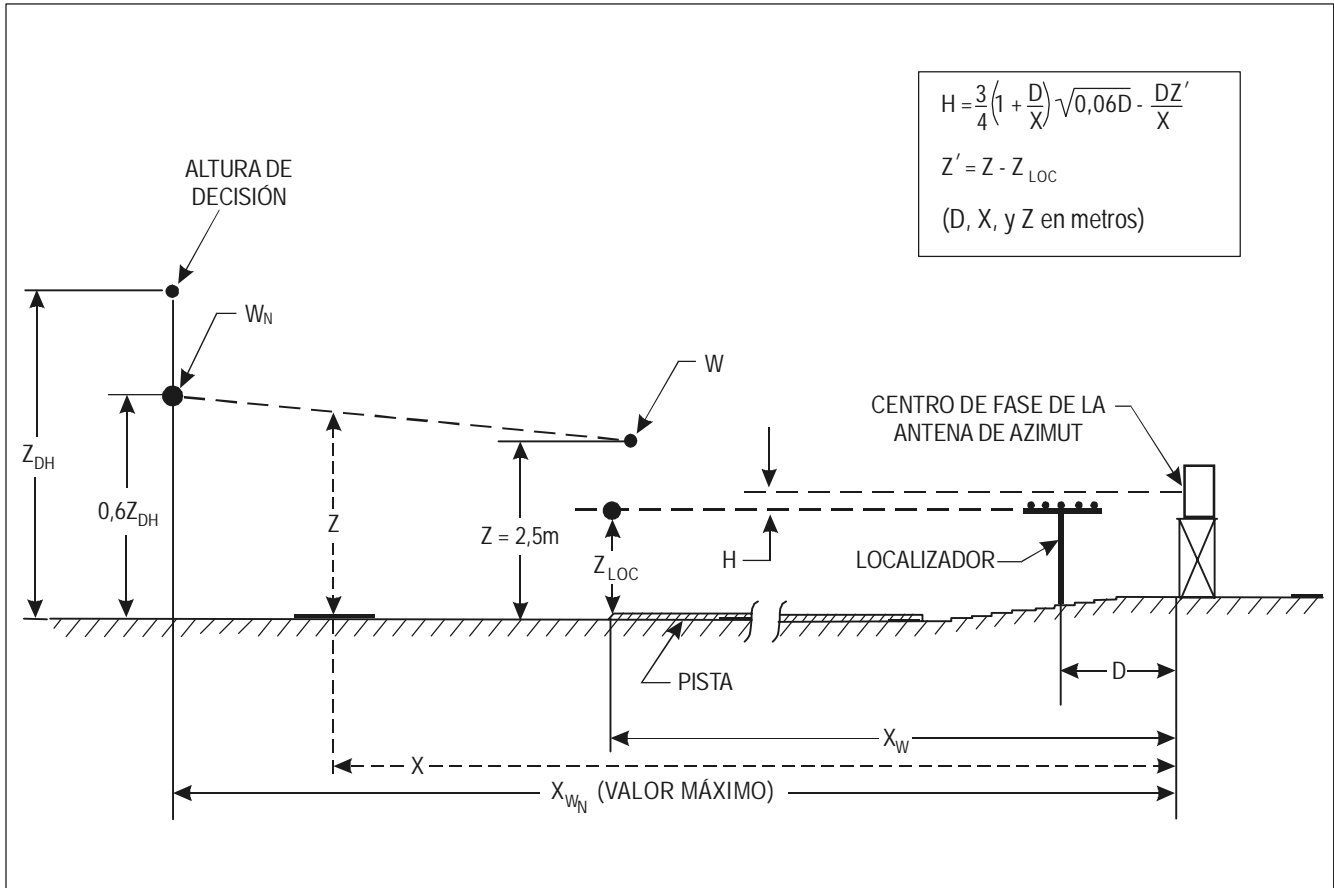 H = 3/4 (1 + D/X) √0,06D - DZ′/X
Z′ = Z - Z LOC
(D, X, y Z en metros)
ALTURA DE
DECISIÓN
W N
W
CENTRO DE FASE DE LA
ANTENA DE AZIMUT
Z DH
0,6Z DH
Z
Z = 2,5m
Z LOC
H
LOCALIZADOR
PISTA
D
X W
X
X W N (VALOR MÁXIMO)